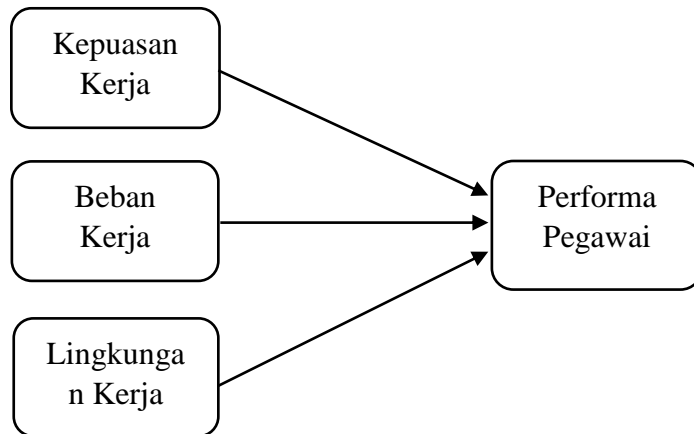 Kepuasan
Kerja
Beban
Kerja
Performa
Pegawai
Lingkunga
n Kerja